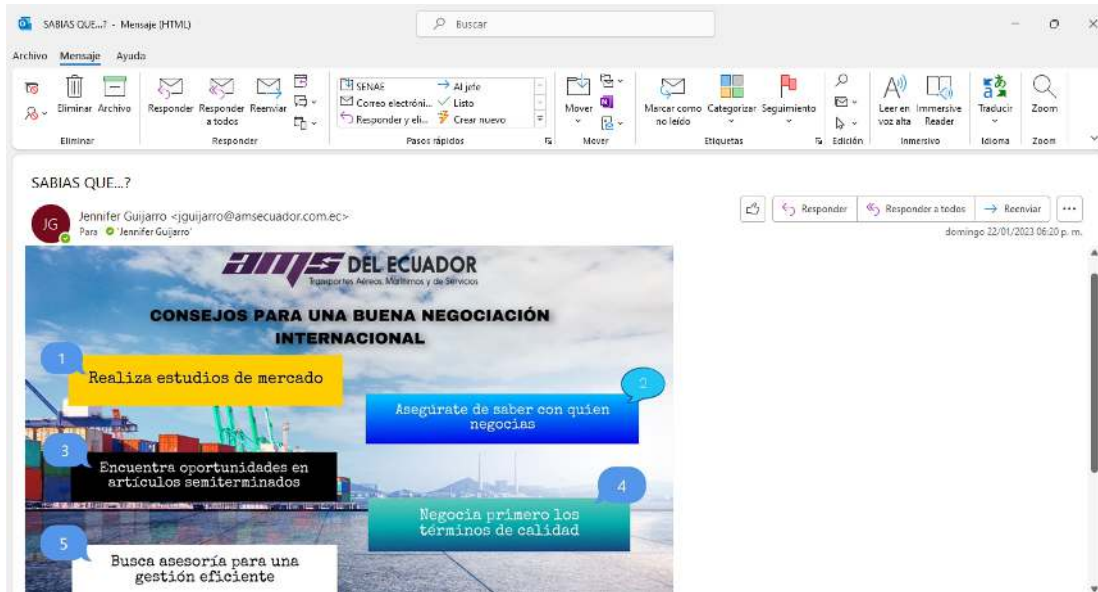 SABIAS QUE...? - Mensaje (HTML)
Buscar
Archivo Mensaje Ayuda
Eliminar Archivo
Responder Responder a todos Reenviar
SENAE
Correo electróni...
Responder y eli...
Al jefe
Listo
Crear nuevo
Mover
Marcar como no leído
Categorizar Seguimiento
Leer en voz alta
Immersive Reader
Traducir
Zoom
Eliminar
Responder
Pasos rápidos
Mover
Etiquetas
Edición
Inmersivo
Idioma
Zoom
SABIAS QUE...?
JG
Jennifer Guijarro <jguijarro@amsecuador.com.ec>
Para 'Jennifer Guijarro'
Responder
Responder a todos
Reenviar
domingo 22/01/2023 06:20 p. m.
ams DEL ECUADOR
Transportes Aéreos, Marítimos y de Servicios
CONSEJOS PARA UNA BUENA NEGOCIACIÓN
INTERNACIONAL
1
Realiza estudios de mercado
2
Asegúrate de saber con quien
negocias
3
Encuentra oportunidades en
artículos semiterminados
4
Negocia primero los
términos de calidad
5
Busca asesoría para una
gestión eficiente